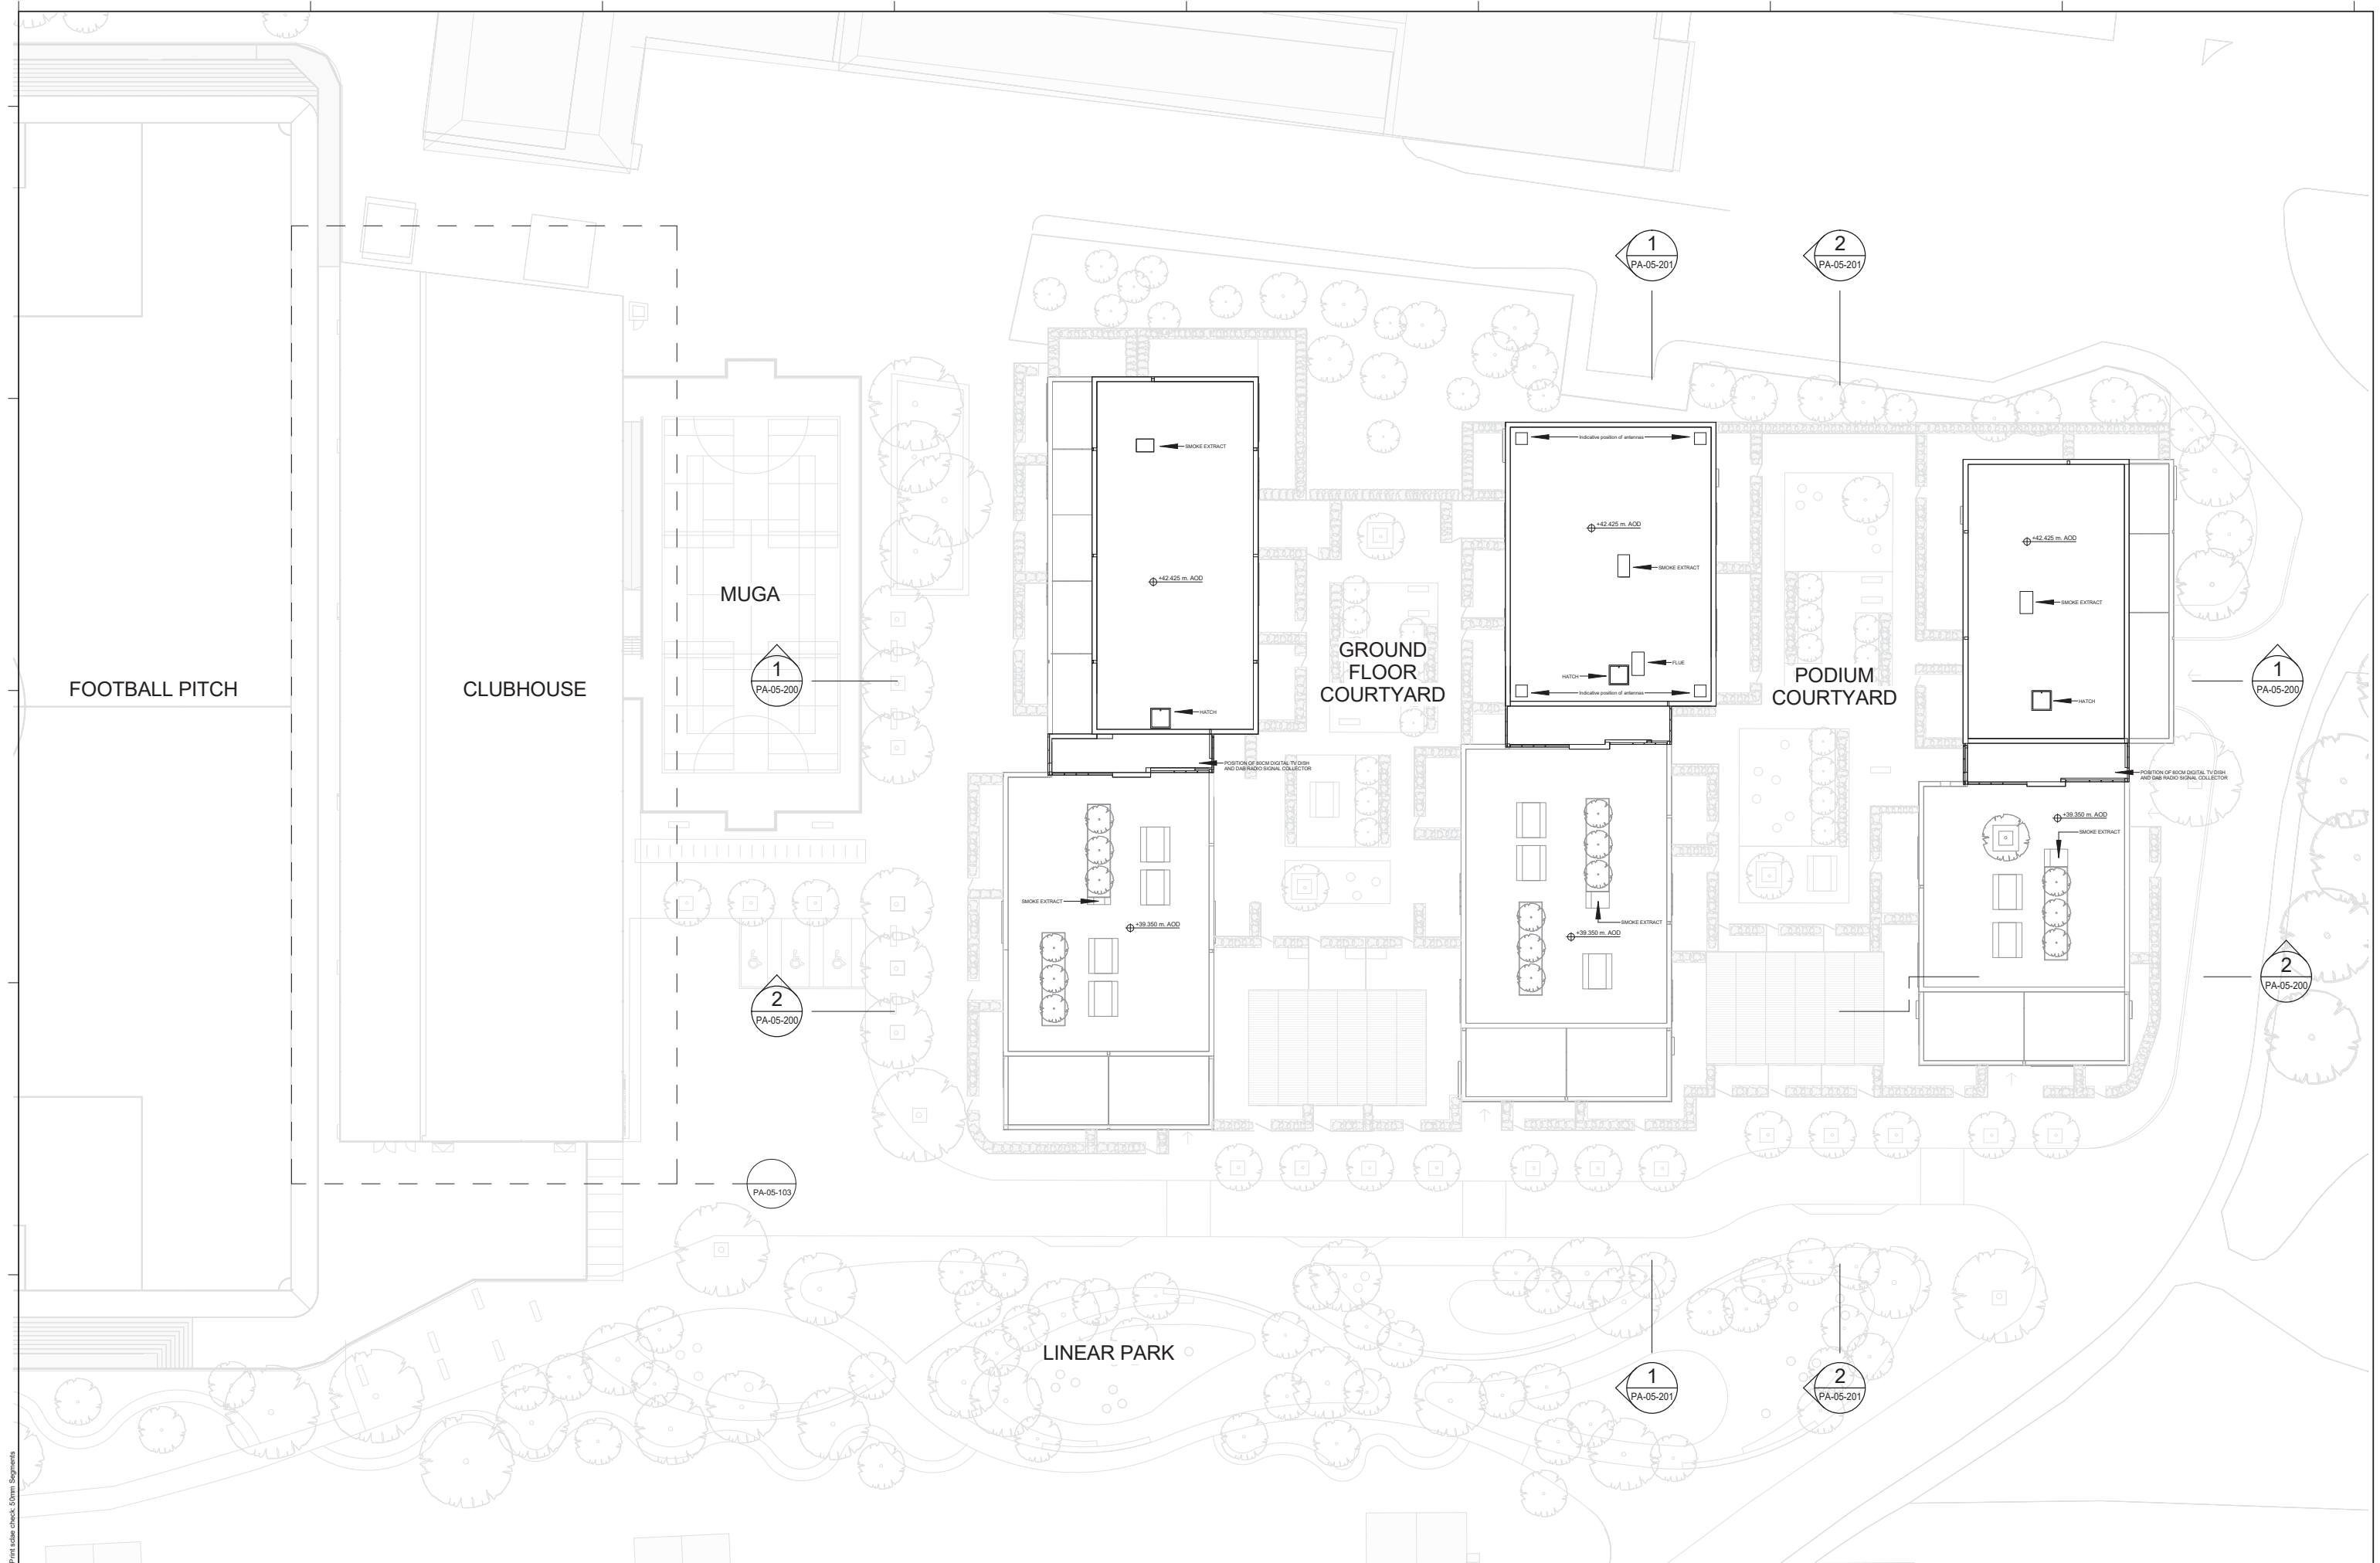 1
PA-05-201
2
PA-05-201
Indicative position of antennas
SMOKE EXTRACT
+42.425 m. AOD
+42.425 m. AOD
SMOKE EXTRACT
+42.425 m. AOD
MUGA
SMOKE EXTRACT
GROUND
FLOOR
COURTYARD
FLUE
HATCH
1
PA-05-200
FOOTBALL PITCH
CLUBHOUSE
PODIUM
COURTYARD
1
PA-05-200
Indicative position of antennas
HATCH
HATCH
POSITION OF 80CM DIGITAL TV DISH
AND DAB RADIO SIGNAL COLLECTOR
POSITION OF 80CM DIGITAL TV DISH
AND DAB RADIO SIGNAL COLLECTOR
+39.350 m. AOD
SMOKE EXTRACT
SMOKE EXTRACT
SMOKE EXTRACT
+39.350 m. AOD
+39.350 m. AOD
2
PA-05-200
2
PA-05-200
PA-05-103
LINEAR PARK
1
PA-05-201
2
PA-05-201
Print sdae check: 50mm Segments